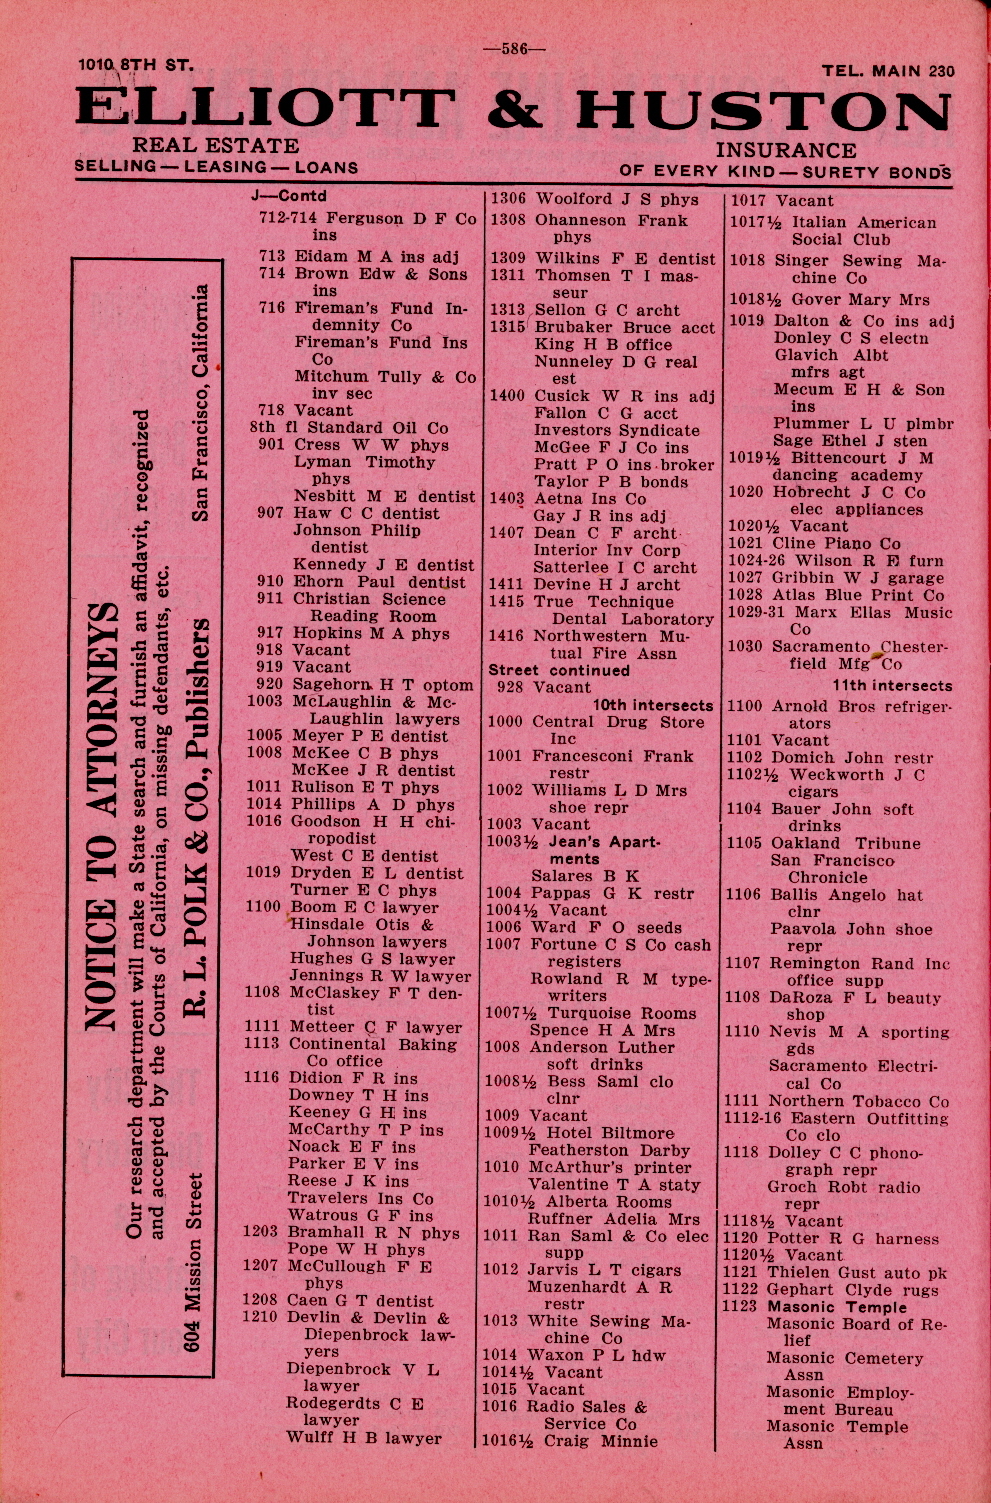 —586—
1010 8TH ST.
TEL. MAIN 230
ELLIOTT & HUSTON
REAL ESTATE
INSURANCE
SELLING — LEASING — LOANS
OF EVERY KIND — SURETY BONDS
NOTICE TO ATTORNEYS
Our research department will make a State search and furnish an affidavit, recognized
and accepted by the Courts of California, on missing defendants, etc.
R. L. POLK & CO., Publishers
604 Mission Street
San Francisco, California
J—Contd
712-714 Ferguson D F Co
ins
713 Eidam M A ins adj
714 Brown Edw & Sons
ins
716 Fireman's Fund In-
demnity Co
Fireman's Fund Ins
Co
Mitchum Tully & Co
inv sec
718 Vacant
8th fl Standard Oil Co
901 Cress W W phys
Lyman Timothy
phys
Nesbitt M E dentist
907 Haw C C dentist
Johnson Philip
dentist
Kennedy J E dentist
910 Ehorn Paul dentist
911 Christian Science
Reading Room
917 Hopkins M A phys
918 Vacant
919 Vacant
920 Sagehorn H T optom
1003 McLaughlin & Mc-
Laughlin lawyers
1005 Meyer P E dentist
1008 McKee C B phys
McKee J R dentist
1011 Rulison E T phys
1014 Phillips A D phys
1016 Goodson H H chi-
ropodist
West C E dentist
1019 Dryden E L dentist
Turner E C phys
1100 Boom E C lawyer
Hinsdale Otis &
Johnson lawyers
Hughes G S lawyer
Jennings R W lawyer
1108 McClaskey F T den-
tist
1111 Metteer C F lawyer
1113 Continental Baking
Co office
1116 Didion F R ins
Downey T H ins
Keeney G H ins
McCarthy T P ins
Noack E F ins
Parker E V ins
Reese J K ins
Travelers Ins Co
Watrous G F ins
1203 Bramhall R N phys
Pope W H phys
1207 McCullough F E
phys
1208 Caen G T dentist
1210 Devlin & Devlin &
Diepenbrock law-
yers
Diepenbrock V L
lawyer
Rodegerdts C E
lawyer
Wulff H B lawyer
1306 Woolford J S phys
1308 Ohanneson Frank
phys
1309 Wilkins F E dentist
1311 Thomsen T I mas-
seur
1313 Sellon G C archt
1315 Brubaker Bruce acct
King H B office
Nunneley D G real
est
1400 Cusick W R ins adj
Fallon C G acct
Investors Syndicate
McGee F J Co ins
Pratt P O ins broker
Taylor P B bonds
1403 Aetna Ins Co
Gay J R ins adj
1407 Dean C F archt
Interior Inv Corp
Satterlee I C archt
1411 Devine H J archt
1415 True Technique
Dental Laboratory
1416 Northwestern Mu-
tual Fire Assn
Street continued
928 Vacant
10th intersects
1000 Central Drug Store
Inc
1001 Francesconi Frank
restr
1002 Williams L D Mrs
shoe repr
1003 Vacant
1003½ Jean's Apart-
ments
Salares B K
1004 Pappas G K restr
1004½ Vacant
1006 Ward F O seeds
1007 Fortune C S Co cash
registers
Rowland R M type-
writers
1007½ Turquoise Rooms
Spence H A Mrs
1008 Anderson Luther
soft drinks
1008½ Bess Saml clo
clnr
1009 Vacant
1009½ Hotel Biltmore
Featherston Darby
1010 McArthur's printer
Valentine T A staty
1010½ Alberta Rooms
Ruffner Adelia Mrs
1011 Ran Saml & Co elec
supp
1012 Jarvis L T cigars
Muzenhardt A R
restr
1013 White Sewing Ma-
chine Co
1014 Waxon P L hdw
1014½ Vacant
1015 Vacant
1016 Radio Sales &
Service Co
1016½ Craig Minnie
1017 Vacant
1017½ Italian American
Social Club
1018 Singer Sewing Ma-
chine Co
1018½ Gover Mary Mrs
1019 Dalton & Co ins adj
Donley C S electn
Glavich Albt
mfrs agt
Mecum E H & Son
ins
Plummer L U plmbr
Sage Ethel J sten
1019½ Bittencourt J M
dancing academy
1020 Hobrecht J C Co
elec appliances
1020½ Vacant
1021 Cline Piano Co
1024-26 Wilson R E furn
1027 Gribbin W J garage
1028 Atlas Blue Print Co
1029-31 Marx Ellas Music
Co
1030 Sacramento Chester-
field Mfg Co
11th intersects
1100 Arnold Bros refriger-
ators
1101 Vacant
1102 Domich John restr
1102½ Weckworth J C
cigars
1104 Bauer John soft
drinks
1105 Oakland Tribune
San Francisco
Chronicle
1106 Ballis Angelo hat
clnr
Paavola John shoe
repr
1107 Remington Rand Inc
office supp
1108 DaRoza F L beauty
shop
1110 Nevis M A sporting
gds
Sacramento Electri-
cal Co
1111 Northern Tobacco Co
1112-16 Eastern Outfitting
Co clo
1118 Dolley C C phono-
graph repr
Groch Robt radio
repr
1118½ Vacant
1120 Potter R G harness
1120½ Vacant
1121 Thielen Gust auto pk
1122 Gephart Clyde rugs
1123 Masonic Temple
Masonic Board of Re-
lief
Masonic Cemetery
Assn
Masonic Employ-
ment Bureau
Masonic Temple
Assn